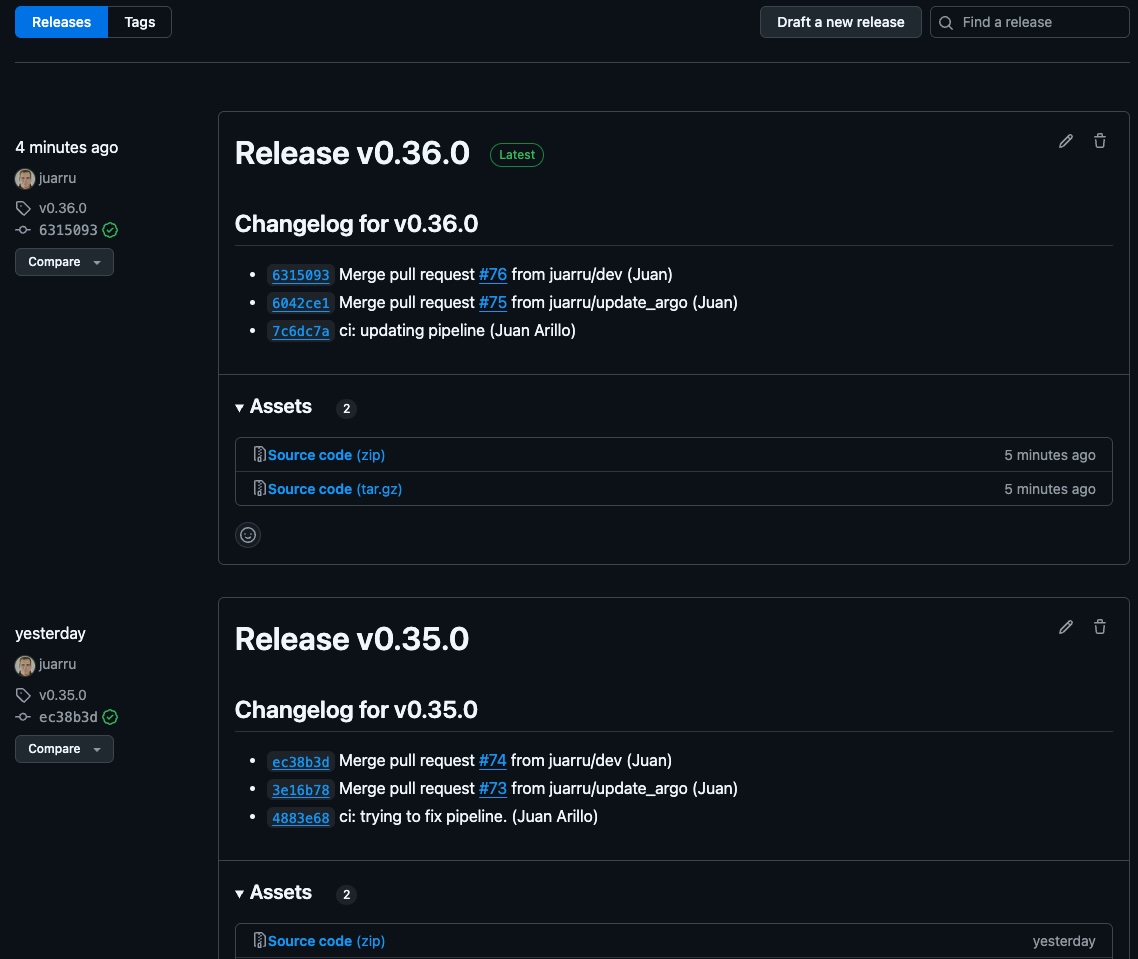 Releases Tags Draft a new release Find a release
4 minutes ago
juarru
v0.36.0
6315093
Compare
Release v0.36.0 Latest
Changelog for v0.36.0
• 6315093 Merge pull request #76 from juarru/dev (Juan)
• 6042ce1 Merge pull request #75 from juarru/update_argo (Juan)
• 7c6dc7a ci: updating pipeline (Juan Arillo)
Assets 2
Source code (zip) 5 minutes ago
Source code (tar.gz) 5 minutes ago
yesterday
juarru
v0.35.0
ec38b3d
Compare
Release v0.35.0
Changelog for v0.35.0
• ec38b3d Merge pull request #74 from juarru/dev (Juan)
• 3e16b78 Merge pull request #73 from juarru/update_argo (Juan)
• 4883e68 ci: trying to fix pipeline. (Juan Arillo)
Assets 2
Source code (zip) yesterday